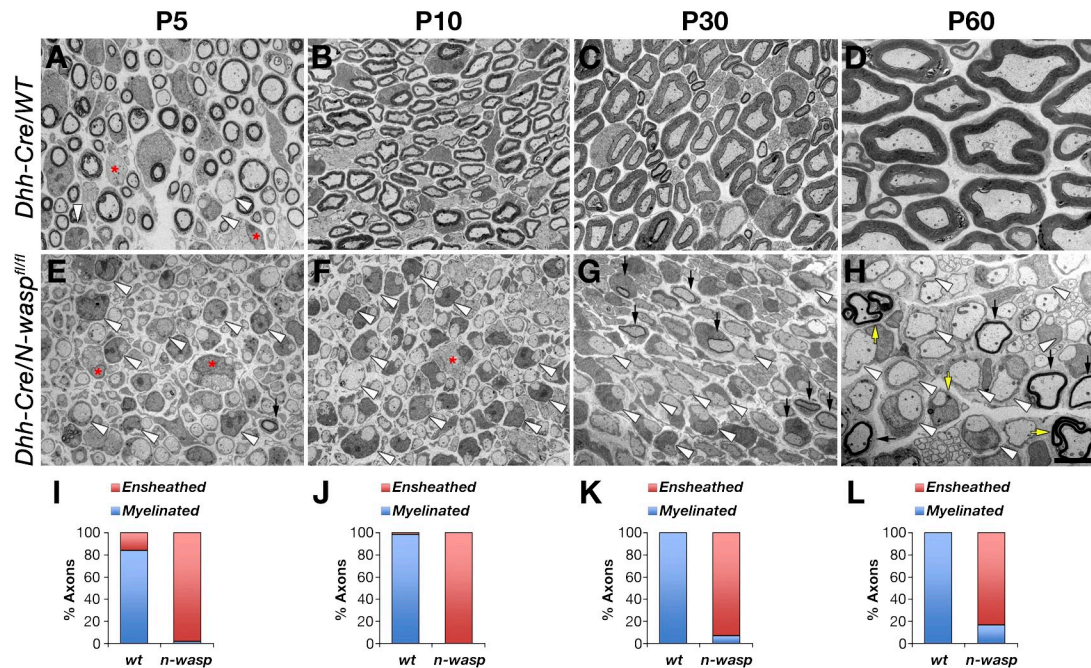 P5 P10 P30 P60
Dhh-Cre/WT
A B C D
* *
Dhh-Cre/N-wasp^fl/fl
E F G H
* * *
I J K L
Ensheathed Ensheathed Ensheathed Ensheathed
Myelinated Myelinated Myelinated Myelinated
% Axons % Axons % Axons % Axons
100 100 100 100
80 80 80 80
60 60 60 60
40 40 40 40
20 20 20 20
0 0 0 0
wt n-wasp wt n-wasp wt n-wasp wt n-wasp